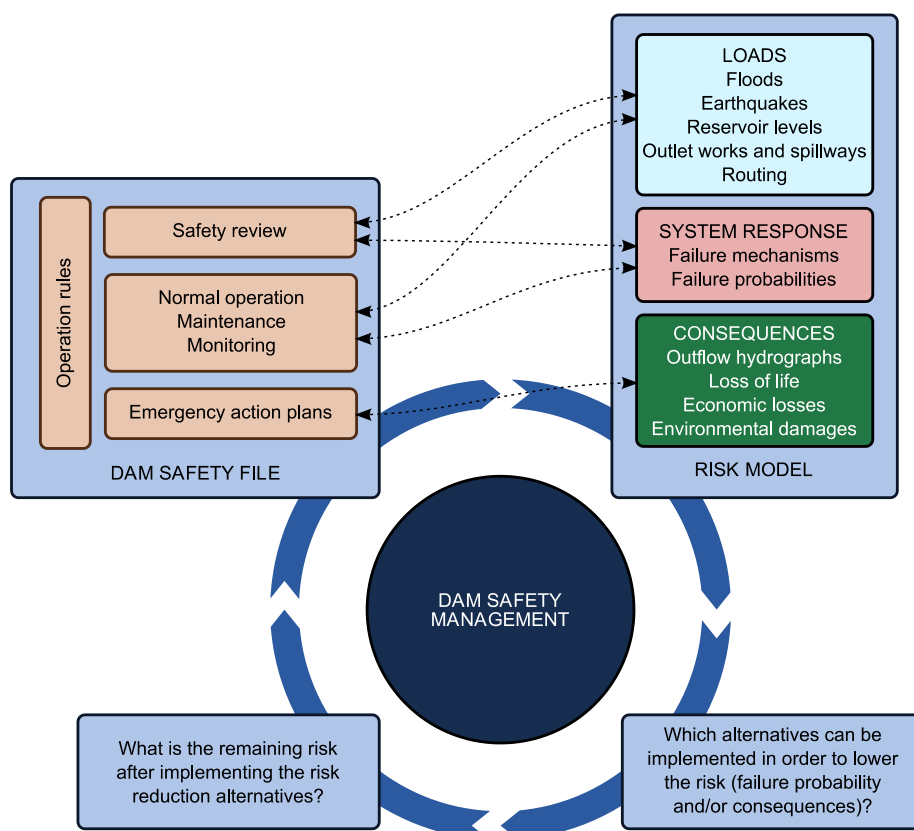 LOADS
Floods
Earthquakes
Reservoir levels
Outlet works and spillways
Routing
SYSTEM RESPONSE
Failure mechanisms
Failure probabilities
CONSEQUENCES
Outflow hydrographs
Loss of life
Economic losses
Environmental damages
RISK MODEL
Operation rules
Safety review
Normal operation
Maintenance
Monitoring
Emergency action plans
DAM SAFETY FILE
DAM SAFETY
MANAGEMENT
What is the remaining risk
after implementing the risk
reduction alternatives?
Which alternatives can be
implemented in order to lower
the risk (failure probability
and/or consequences)?